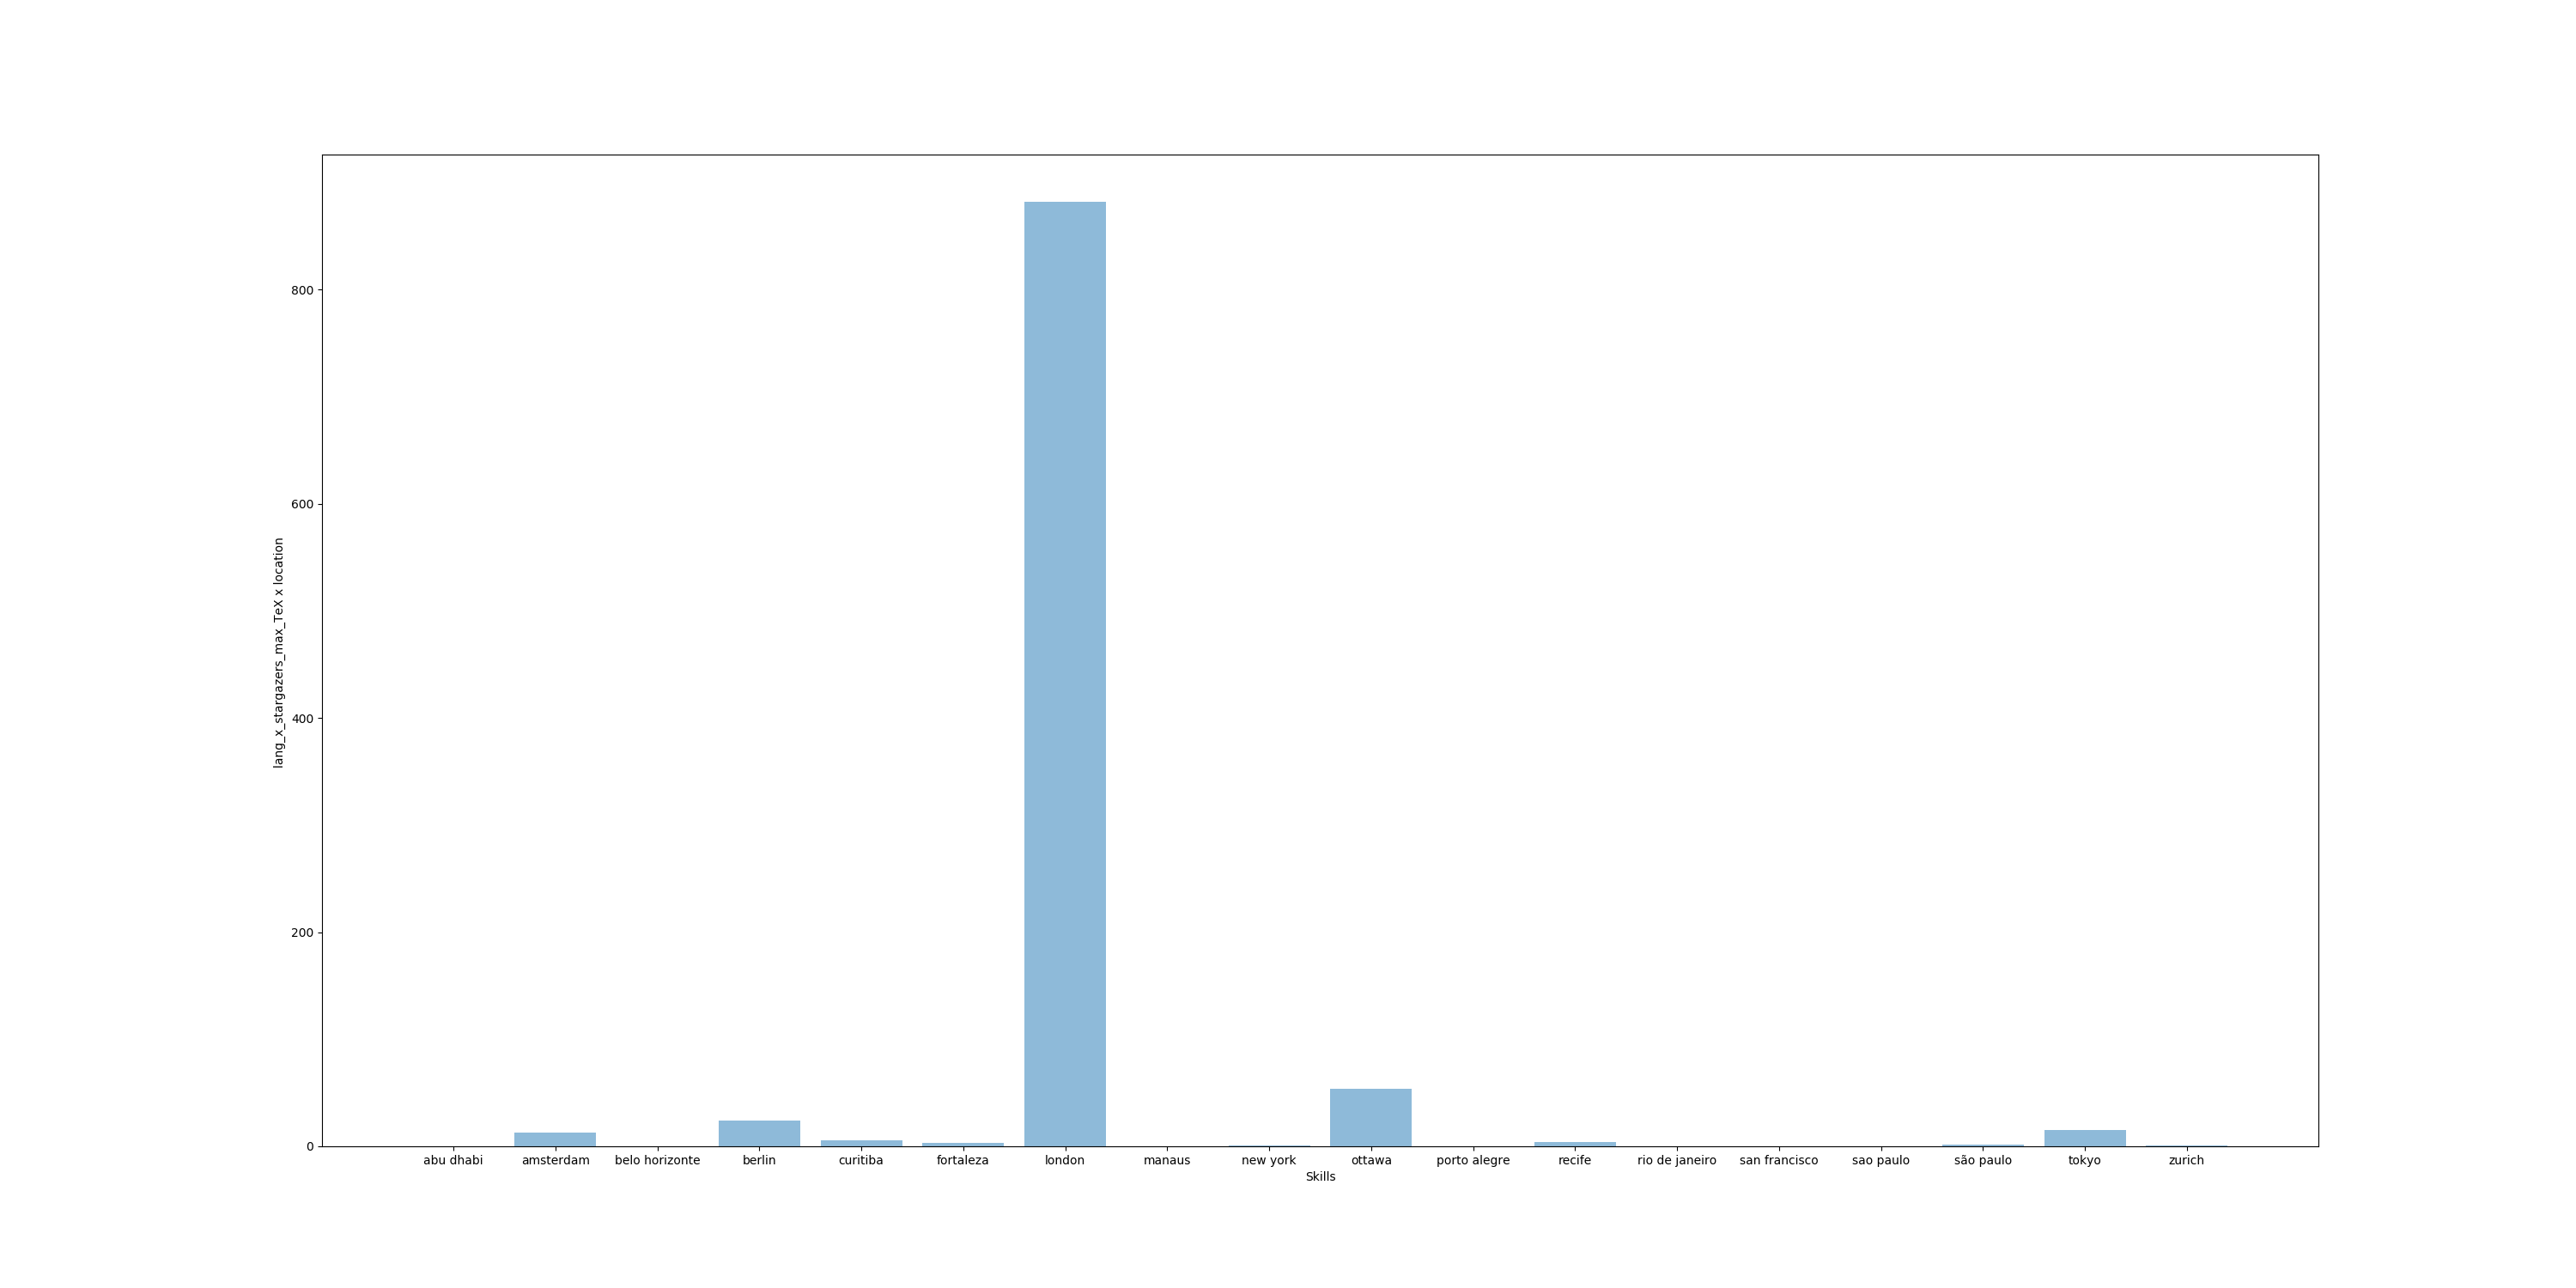 800
600
400
200
0
lang_x_stargazers_max_TeX x location
abu dhabi amsterdam belo horizonte berlin curitiba fortaleza london manaus new york ottawa porto alegre recife rio de janeiro san francisco sao paulo são paulo tokyo zurich
Skills